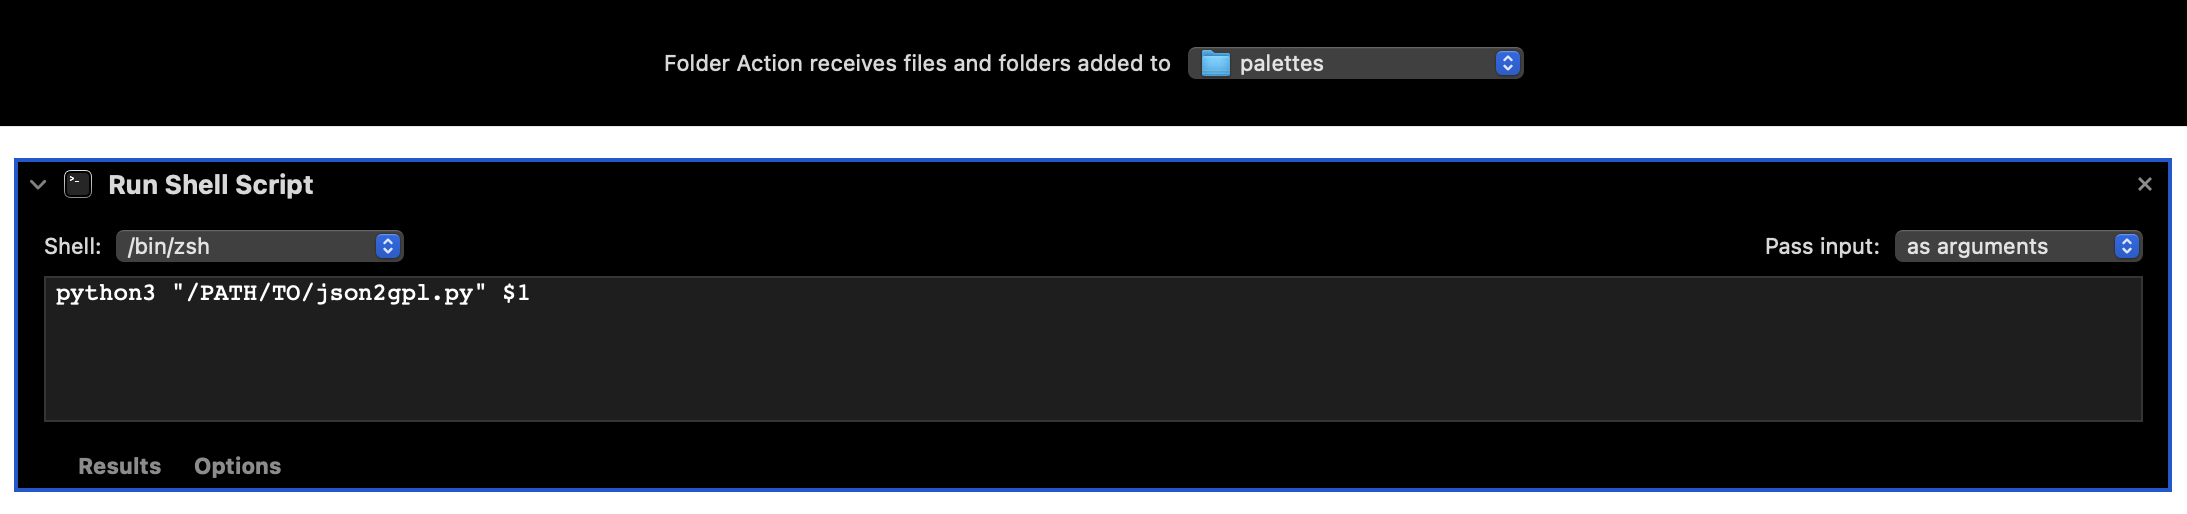 Folder Action receives files and folders added to palettes
Run Shell Script
Shell: /bin/zsh Pass input: as arguments
python3 "/PATH/TO/json2gpl.py" $1
Results Options